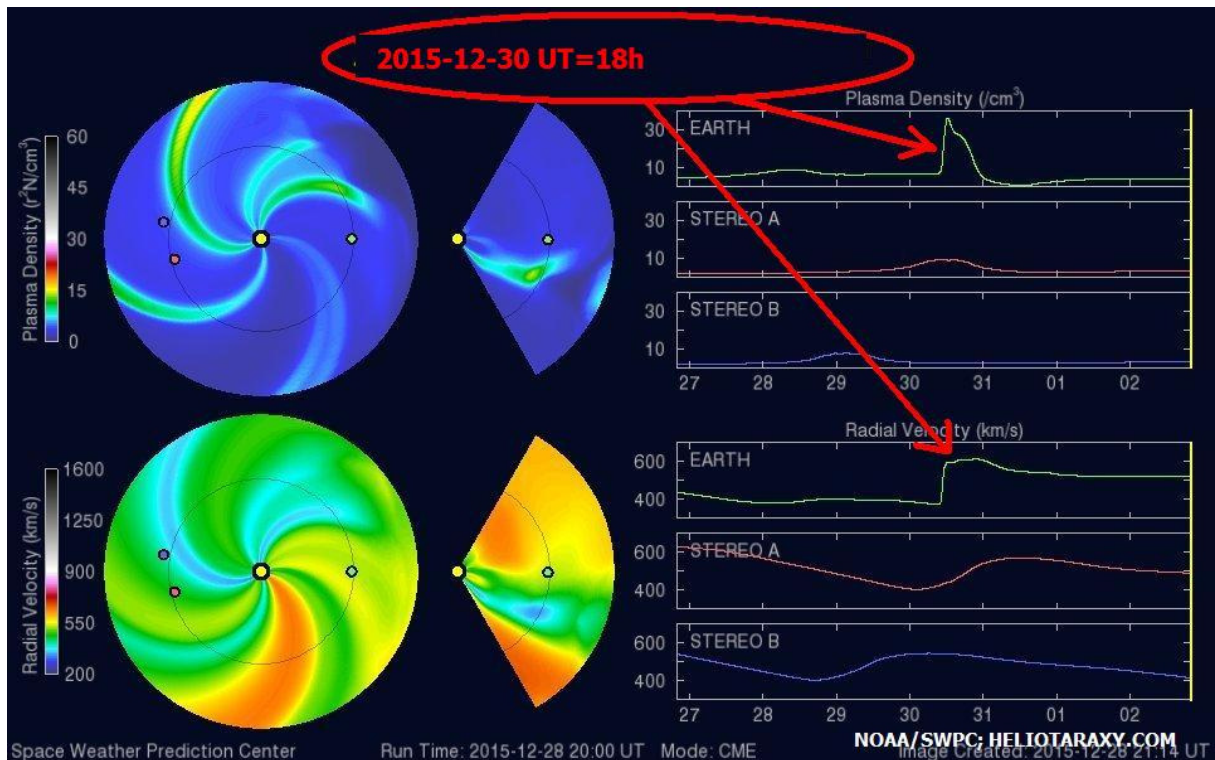 2015-12-30 UT=18h
Plasma Density (r²N/cm³)
60
45
30
15
0
Plasma Density (/cm³)
EARTH
30
10
STEREO A
30
10
STEREO B
30
10
27 28 29 30 31 01 02
Radial Velocity (km/s)
1600
1250
900
550
200
Radial Velocity (km/s)
EARTH
600
400
STEREO A
600
400
STEREO B
600
400
27 28 29 30 31 01 02
NOAA/SWPC; HELIOTARAXY.COM
Space Weather Prediction Center Run Time: 2015-12-28 20:00 UT Mode: CME Image Created: 2015-12-28 21:14 UT